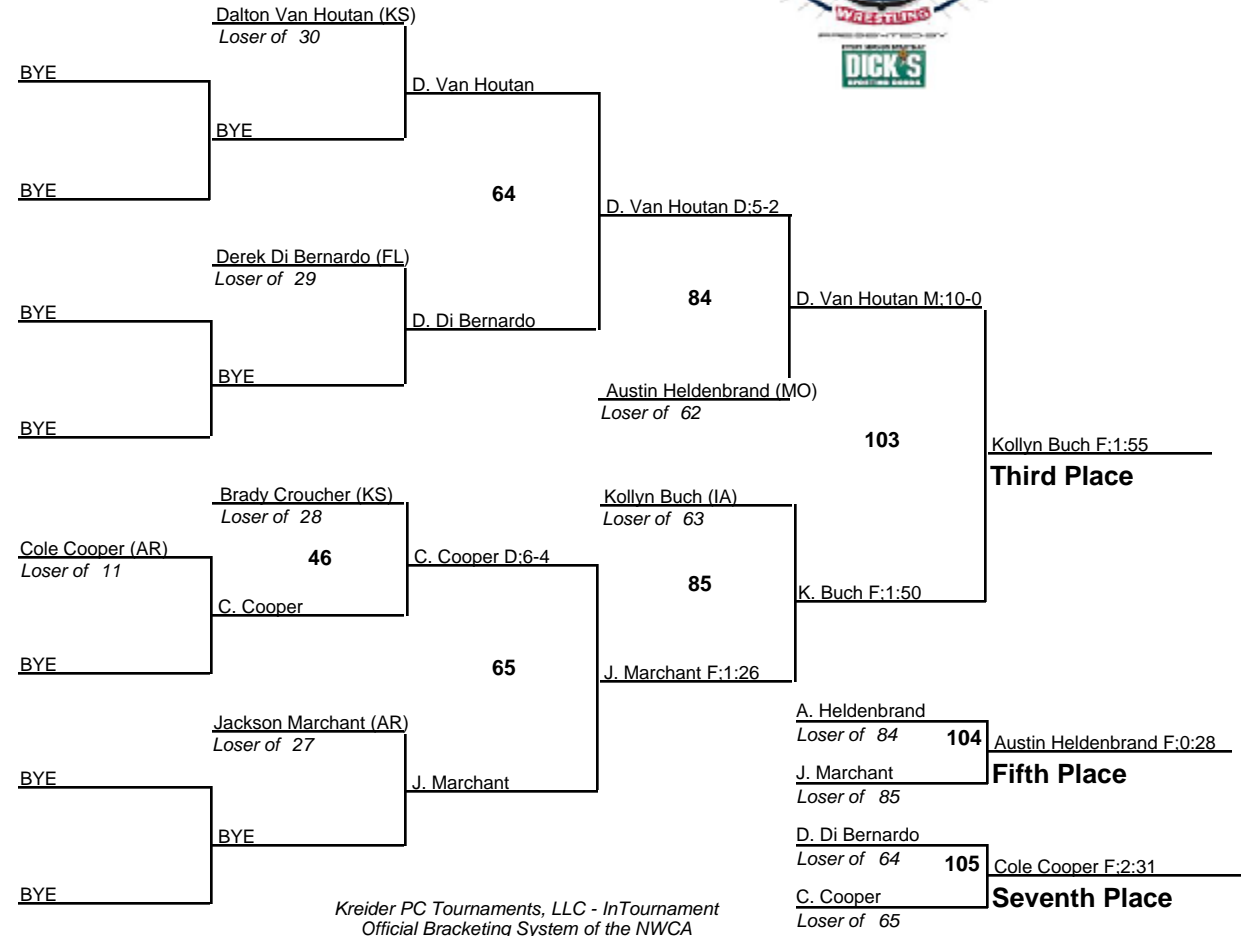 WRESTLING
PRESENTED BY
DICK'S
SPORTING GOODS
Dalton Van Houtan (KS)
Loser of 30
BYE
D. Van Houtan
BYE
BYE
64
D. Van Houtan D;5-2
Derek Di Bernardo (FL)
Loser of 29
84
D. Van Houtan M;10-0
BYE
D. Di Bernardo
BYE
Austin Heldenbrand (MO)
Loser of 62
BYE
103
Kollyn Buch F;1:55
Third Place
Brady Croucher (KS)
Loser of 28
Kollyn Buch (IA)
Loser of 63
Cole Cooper (AR)
Loser of 11
46
C. Cooper D;6-4
85
K. Buch F;1:50
C. Cooper
BYE
65
J. Marchant F;1:26
Jackson Marchant (AR)
Loser of 27
A. Heldenbrand
Loser of 84
104
Austin Heldenbrand F;0:28
Fifth Place
J. Marchant
Loser of 85
BYE
J. Marchant
BYE
D. Di Bernardo
Loser of 64
105
Cole Cooper F;2:31
Seventh Place
C. Cooper
Loser of 65
BYE
Kreider PC Tournaments, LLC - InTournament
Official Bracketing System of the NWCA